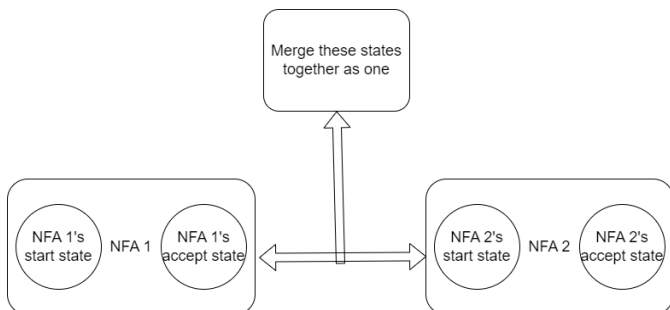 Merge these states
together as one
NFA 1's
start state
NFA 1
NFA 1's
accept state
NFA 2's
start state
NFA 2
NFA 2's
accept state